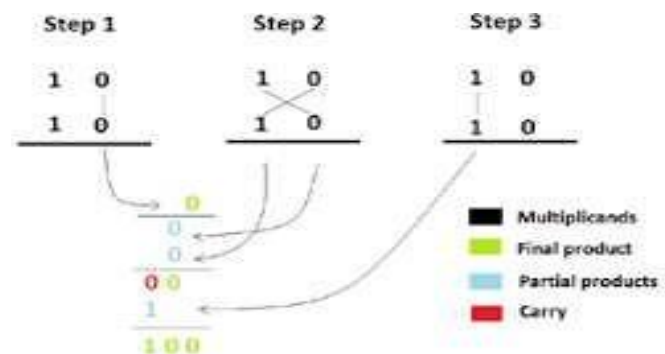 Step 1 Step 2 Step 3
1 0 1 0 1 0
1 0 1 0 1 0
0
0
0
0 0
1
1 0 0
Multiplicands
Final product
Partial products
Carry